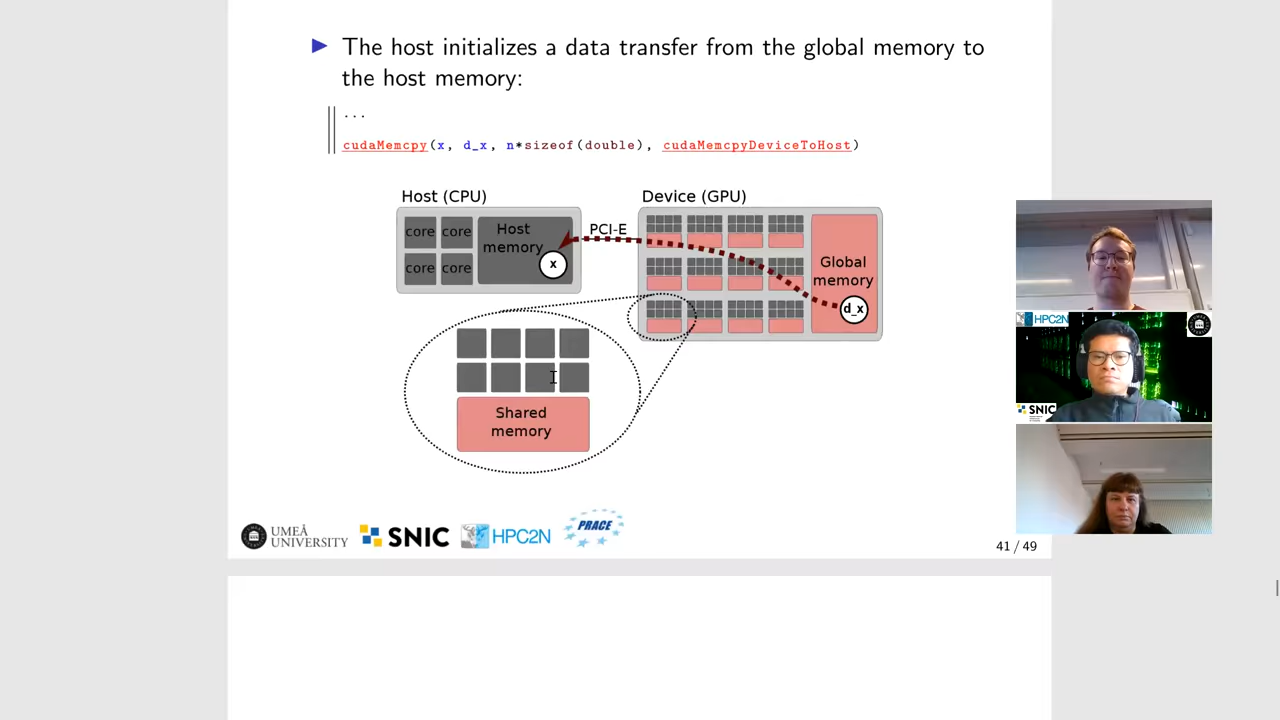 The host initializes a data transfer from the global memory to
the host memory:
...
cudaMemcpy(x, d_x, n*sizeof(double), cudaMemcpyDeviceToHost)
Host (CPU)
Device (GPU)
core core
core core
Host
memory
x
PCI-E
Global
memory
d_x
Shared
memory
UMEÅ
UNIVERSITY
SNIC
HPC2N
PRACE
41 / 49
HPC2N
SNIC